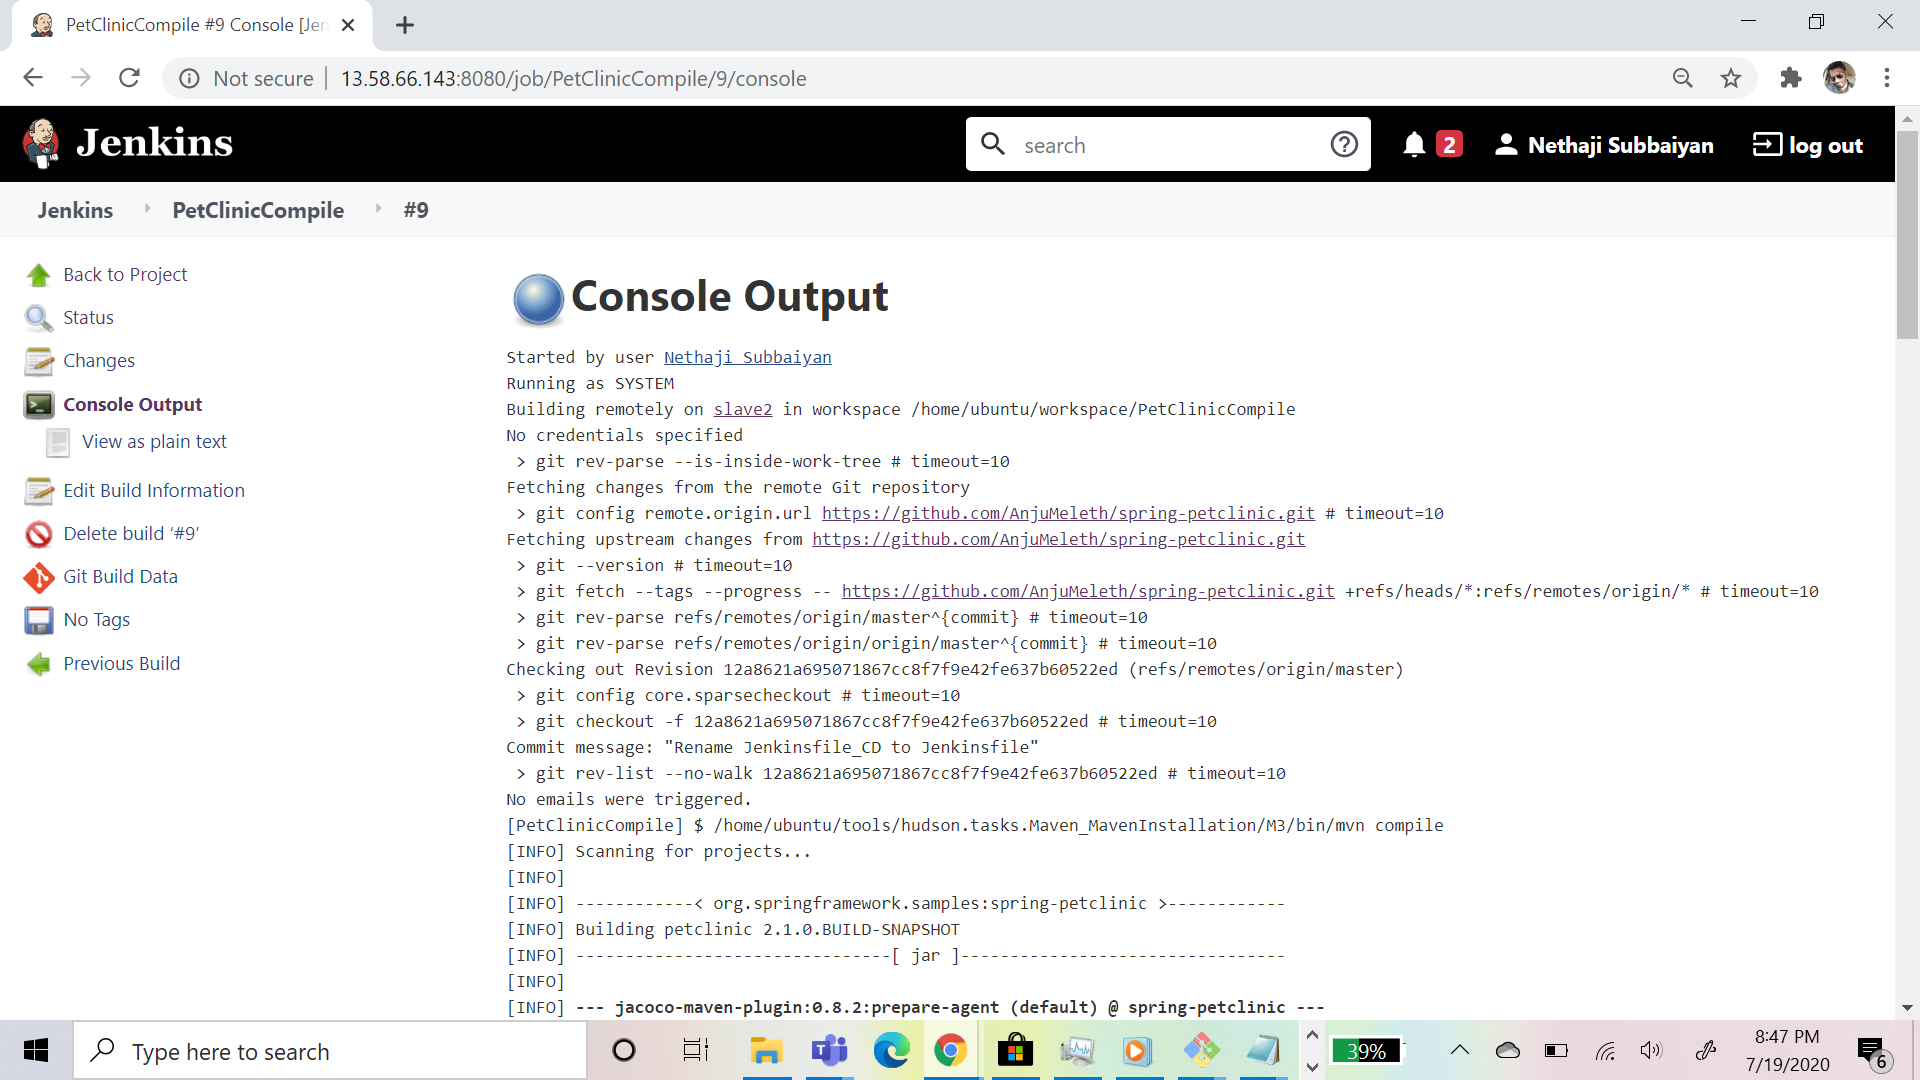 PetClinicCompile #9 Console [Jen
Not secure | 13.58.66.143:8080/job/PetClinicCompile/9/console
Jenkins
search
2
Nethaji Subbaiyan
log out
Jenkins PetClinicCompile #9
Back to Project
Status
Changes
Console Output
View as plain text
Edit Build Information
Delete build ‘#9’
Git Build Data
No Tags
Previous Build
Console Output
Started by user Nethaji Subbaiyan
Running as SYSTEM
Building remotely on slave2 in workspace /home/ubuntu/workspace/PetClinicCompile
No credentials specified
> git rev-parse --is-inside-work-tree # timeout=10
Fetching changes from the remote Git repository
> git config remote.origin.url https://github.com/AnjuMeleth/spring-petclinic.git # timeout=10
Fetching upstream changes from https://github.com/AnjuMeleth/spring-petclinic.git
> git --version # timeout=10
> git fetch --tags --progress -- https://github.com/AnjuMeleth/spring-petclinic.git +refs/heads/*:refs/remotes/origin/* # timeout=10
> git rev-parse refs/remotes/origin/master^{commit} # timeout=10
> git rev-parse refs/remotes/origin/origin/master^{commit} # timeout=10
Checking out Revision 12a8621a695071867cc8f7f9e42fe637b60522ed (refs/remotes/origin/master)
> git config core.sparsecheckout # timeout=10
> git checkout -f 12a8621a695071867cc8f7f9e42fe637b60522ed # timeout=10
Commit message: "Rename Jenkinsfile_CD to Jenkinsfile"
> git rev-list --no-walk 12a8621a695071867cc8f7f9e42fe637b60522ed # timeout=10
No emails were triggered.
[PetClinicCompile] $ /home/ubuntu/tools/hudson.tasks.Maven_MavenInstallation/M3/bin/mvn compile
[INFO] Scanning for projects...
[INFO]
[INFO] ------------< org.springframework.samples:spring-petclinic >------------
[INFO] Building petclinic 2.1.0.BUILD-SNAPSHOT
[INFO] --------------------------------[ jar ]---------------------------------
[INFO]
[INFO] --- jacoco-maven-plugin:0.8.2:prepare-agent (default) @ spring-petclinic ---
Type here to search
39%
8:47 PM
7/19/2020
6